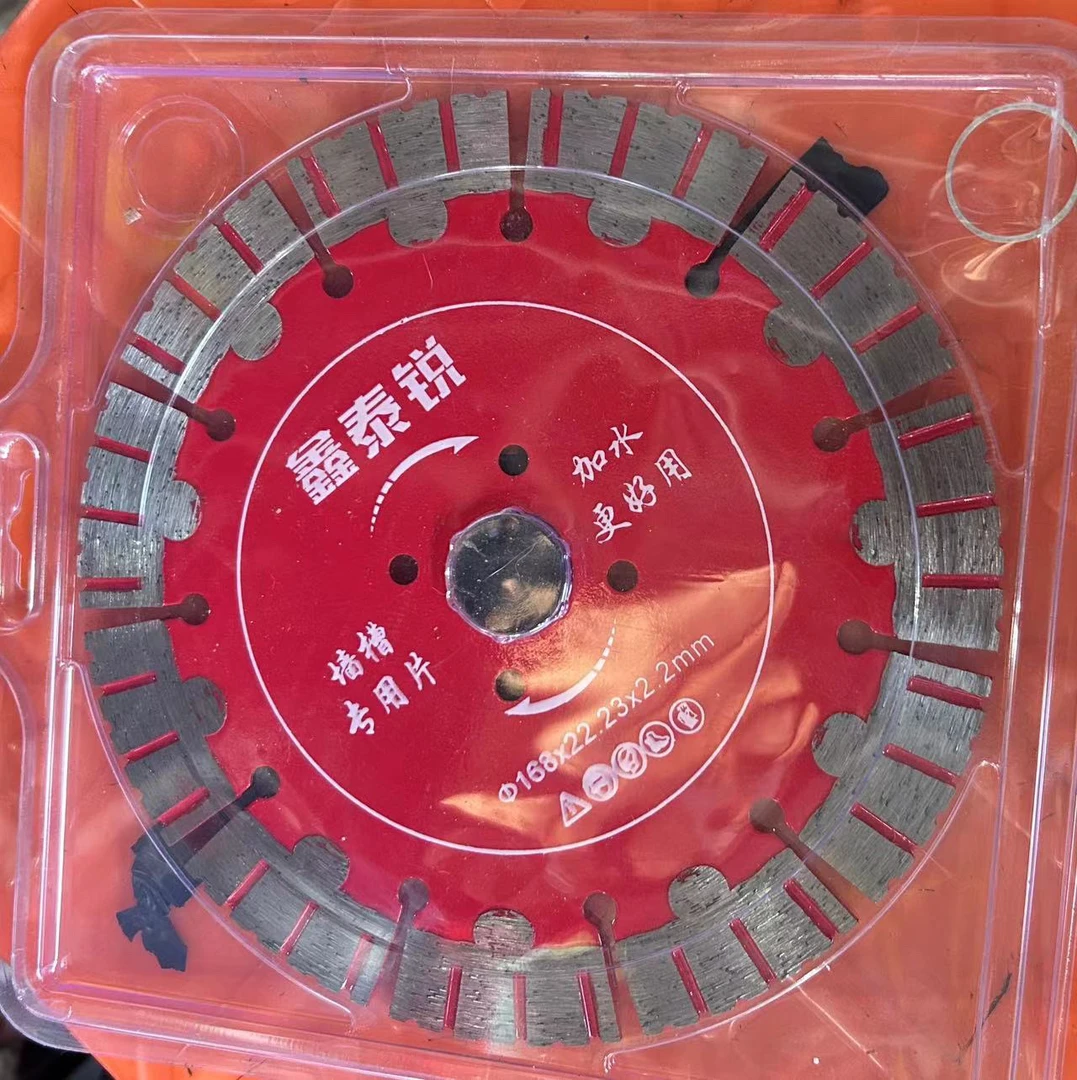 鑫泰锐
加水
更好用
墙槽
专用片
Φ168x22.23x2.2mm